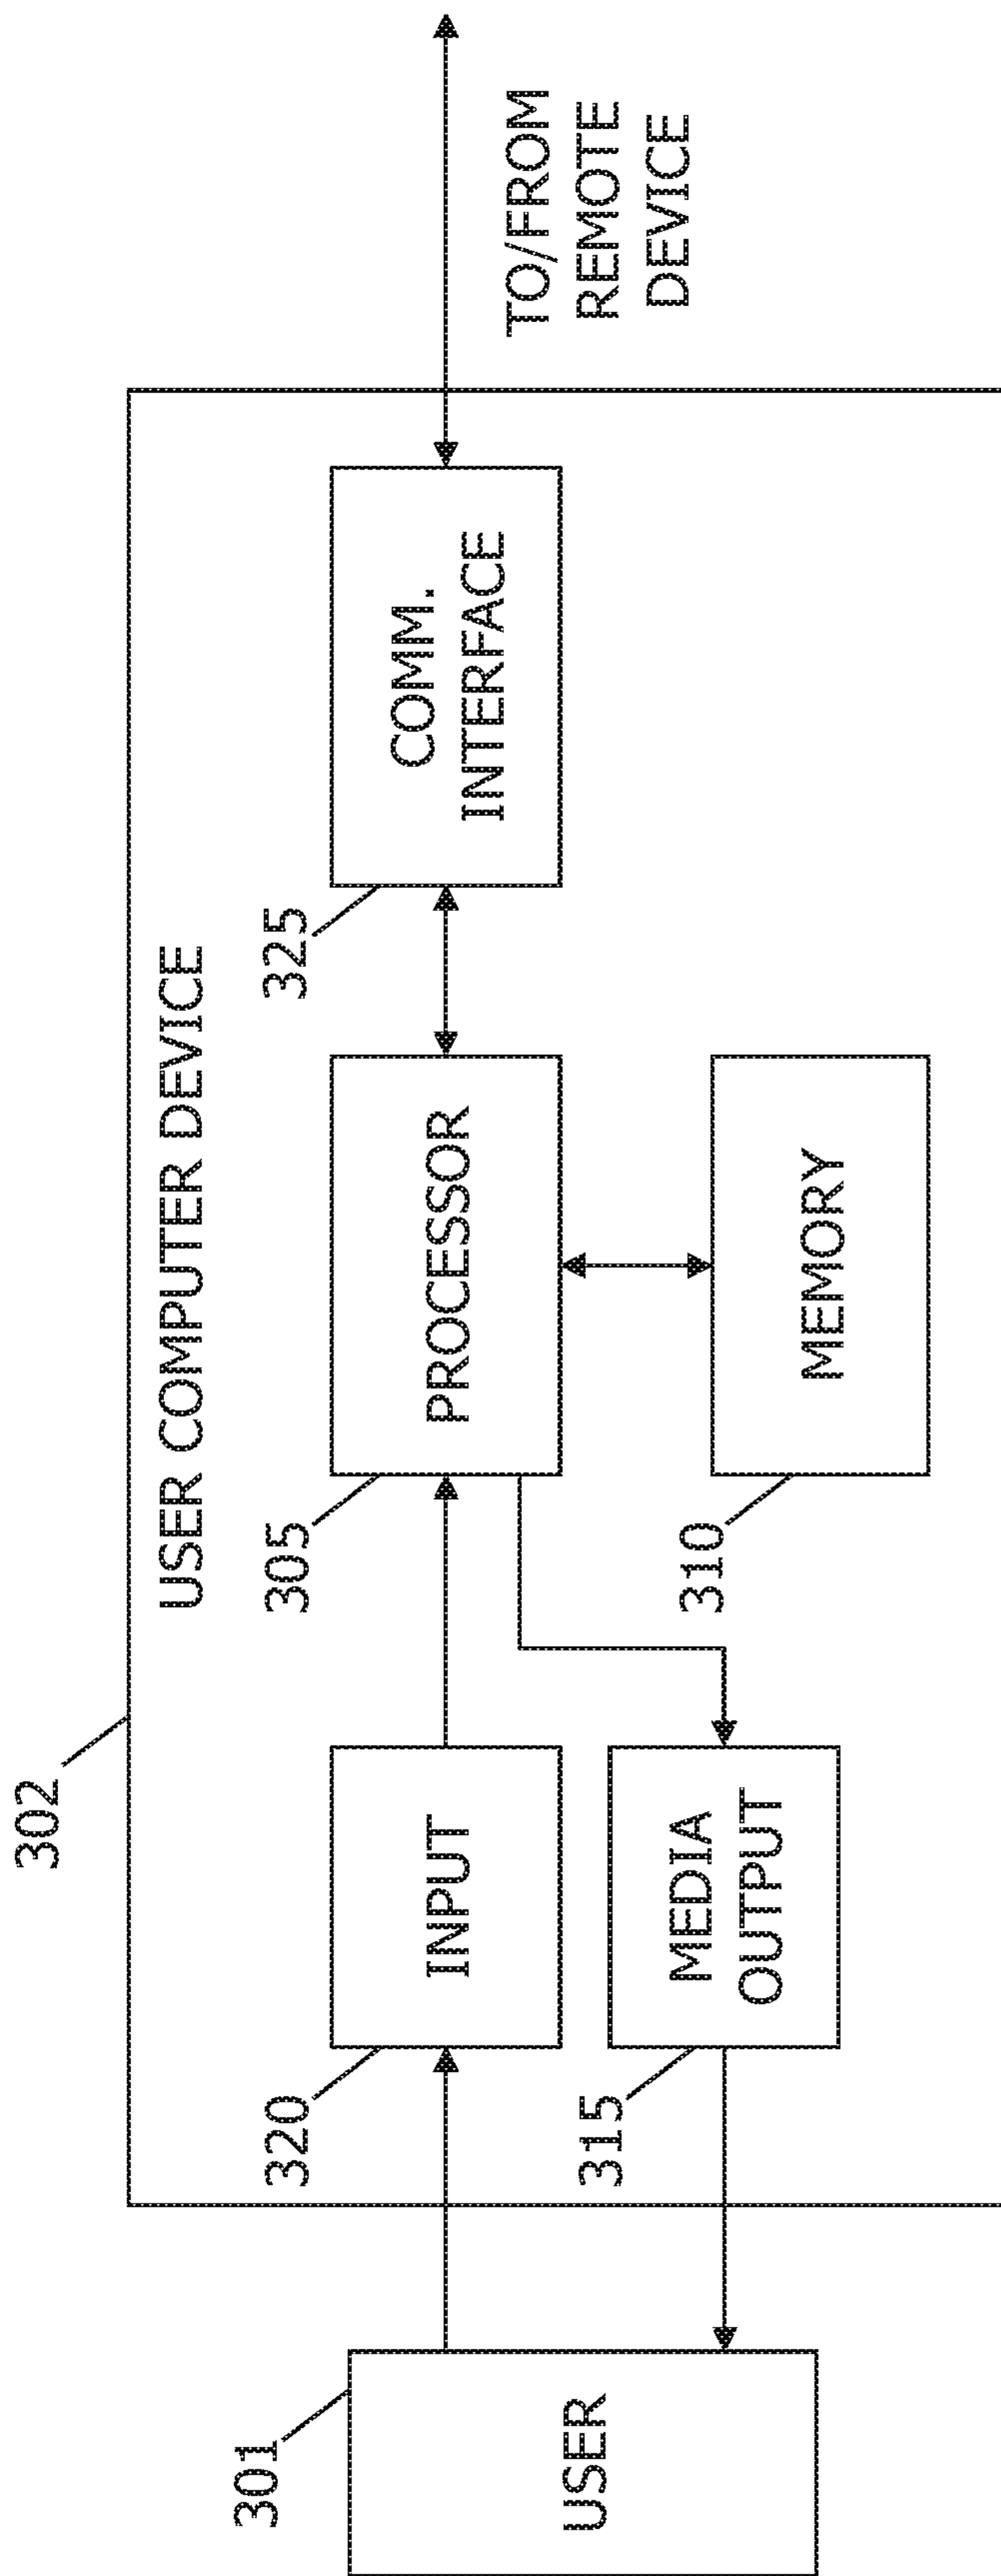 302
USER COMPUTER DEVICE
301
USER
320
INPUT
305
PROCESSOR
325
COMM.
INTERFACE
TO/FROM
REMOTE
DEVICE
315
MEDIA
OUTPUT
310
MEMORY